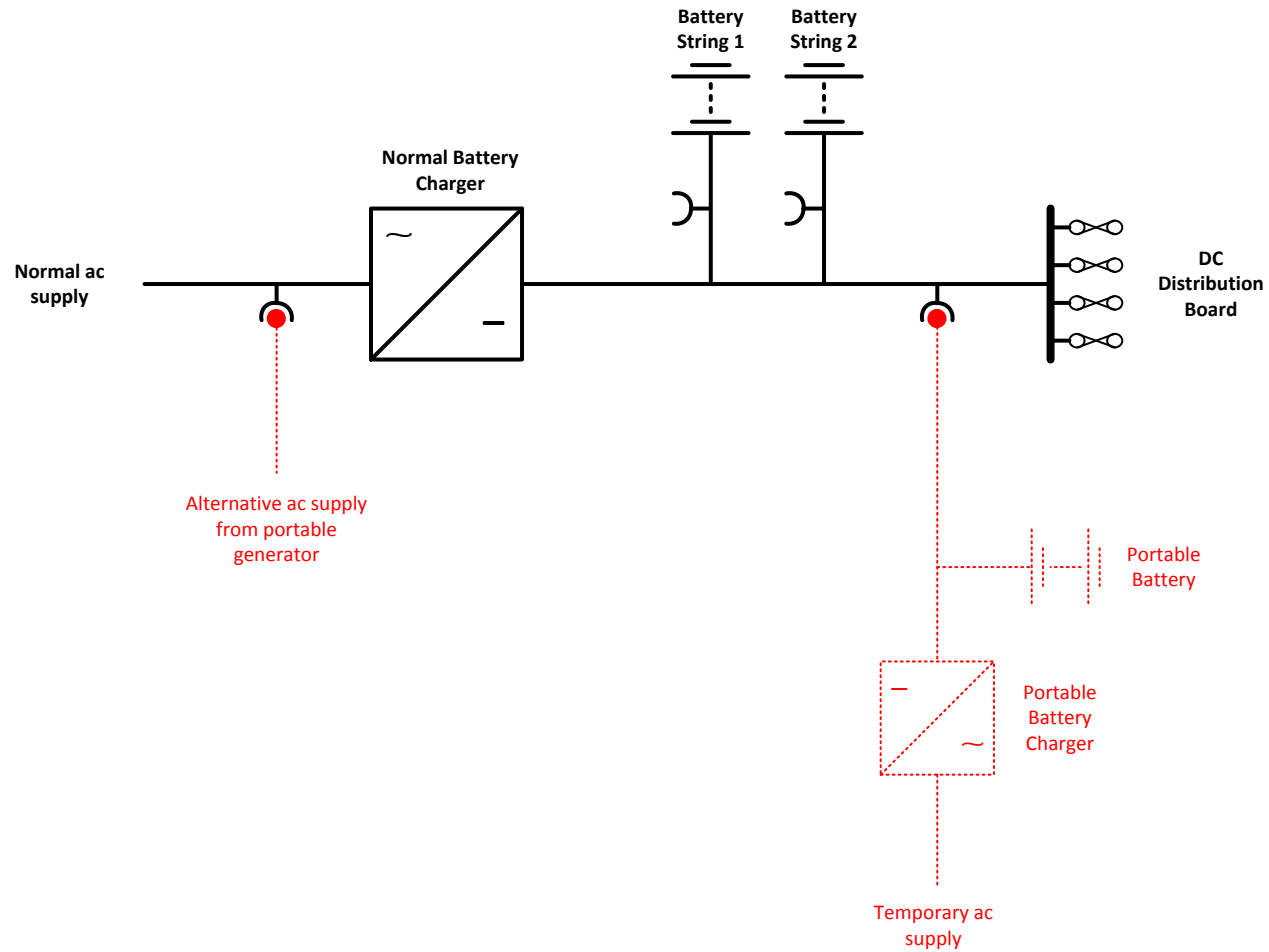 Battery
String 1
Battery
String 2
Normal Battery
Charger
Normal ac
supply
DC
Distribution
Board
Alternative ac supply
from portable
generator
Portable
Battery
Portable
Battery
Charger
Temporary ac
supply